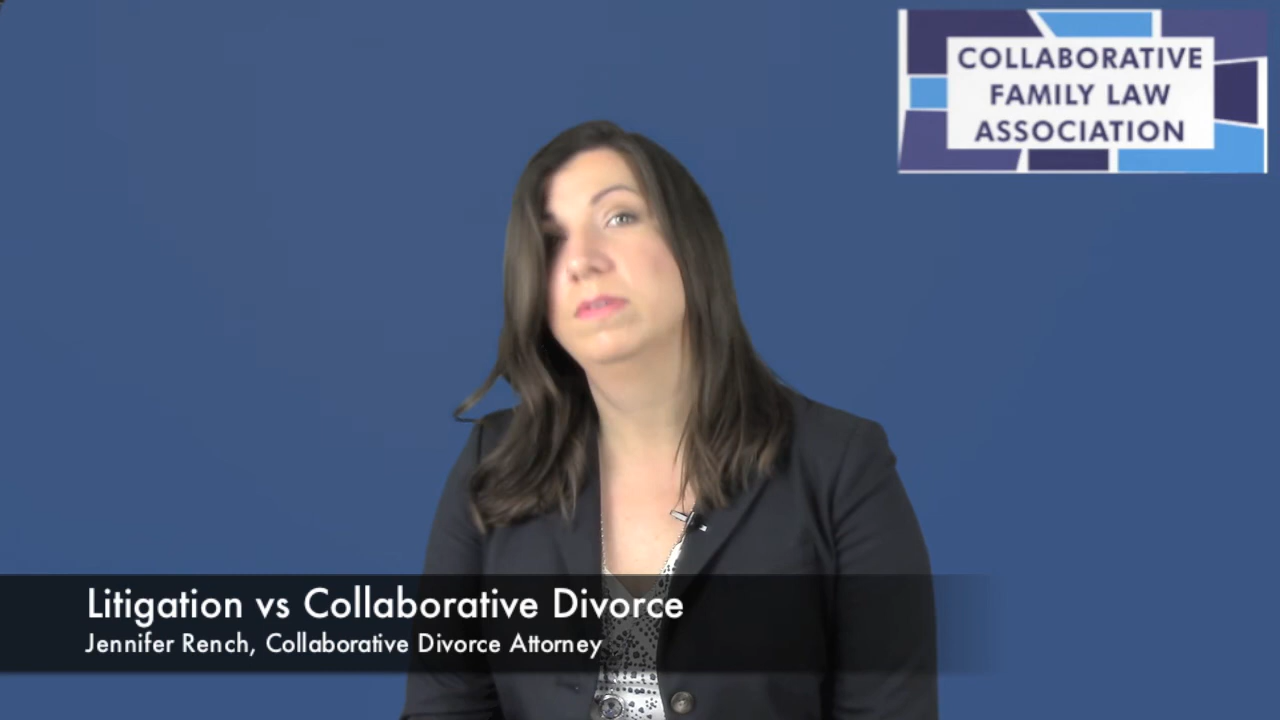 COLLABORATIVE
FAMILY LAW
ASSOCIATION
Litigation vs Collaborative Divorce
Jennifer Rench, Collaborative Divorce Attorney